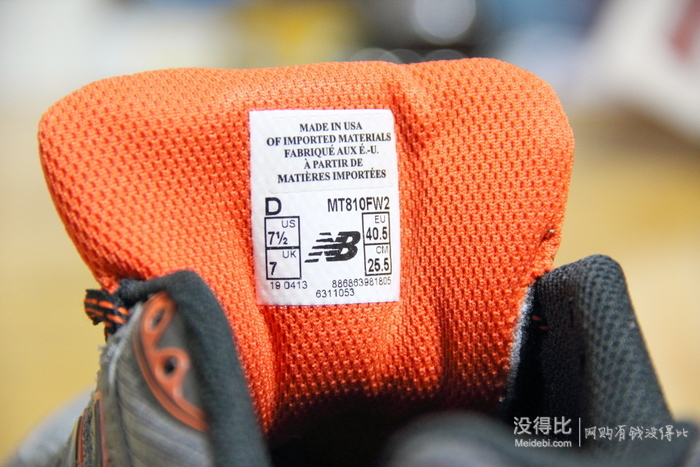 MADE IN USA
OF IMPORTED MATERIALS
FABRIQUÉ AUX É.-U.
À PARTIR DE
MATIÈRES IMPORTÉES
D MT810FW2
US EU
7½ NB 40.5
UK CM
7 25.5
19 0413 886863981805
6311053
没得比 网购有钱没得比
Meidebi.com